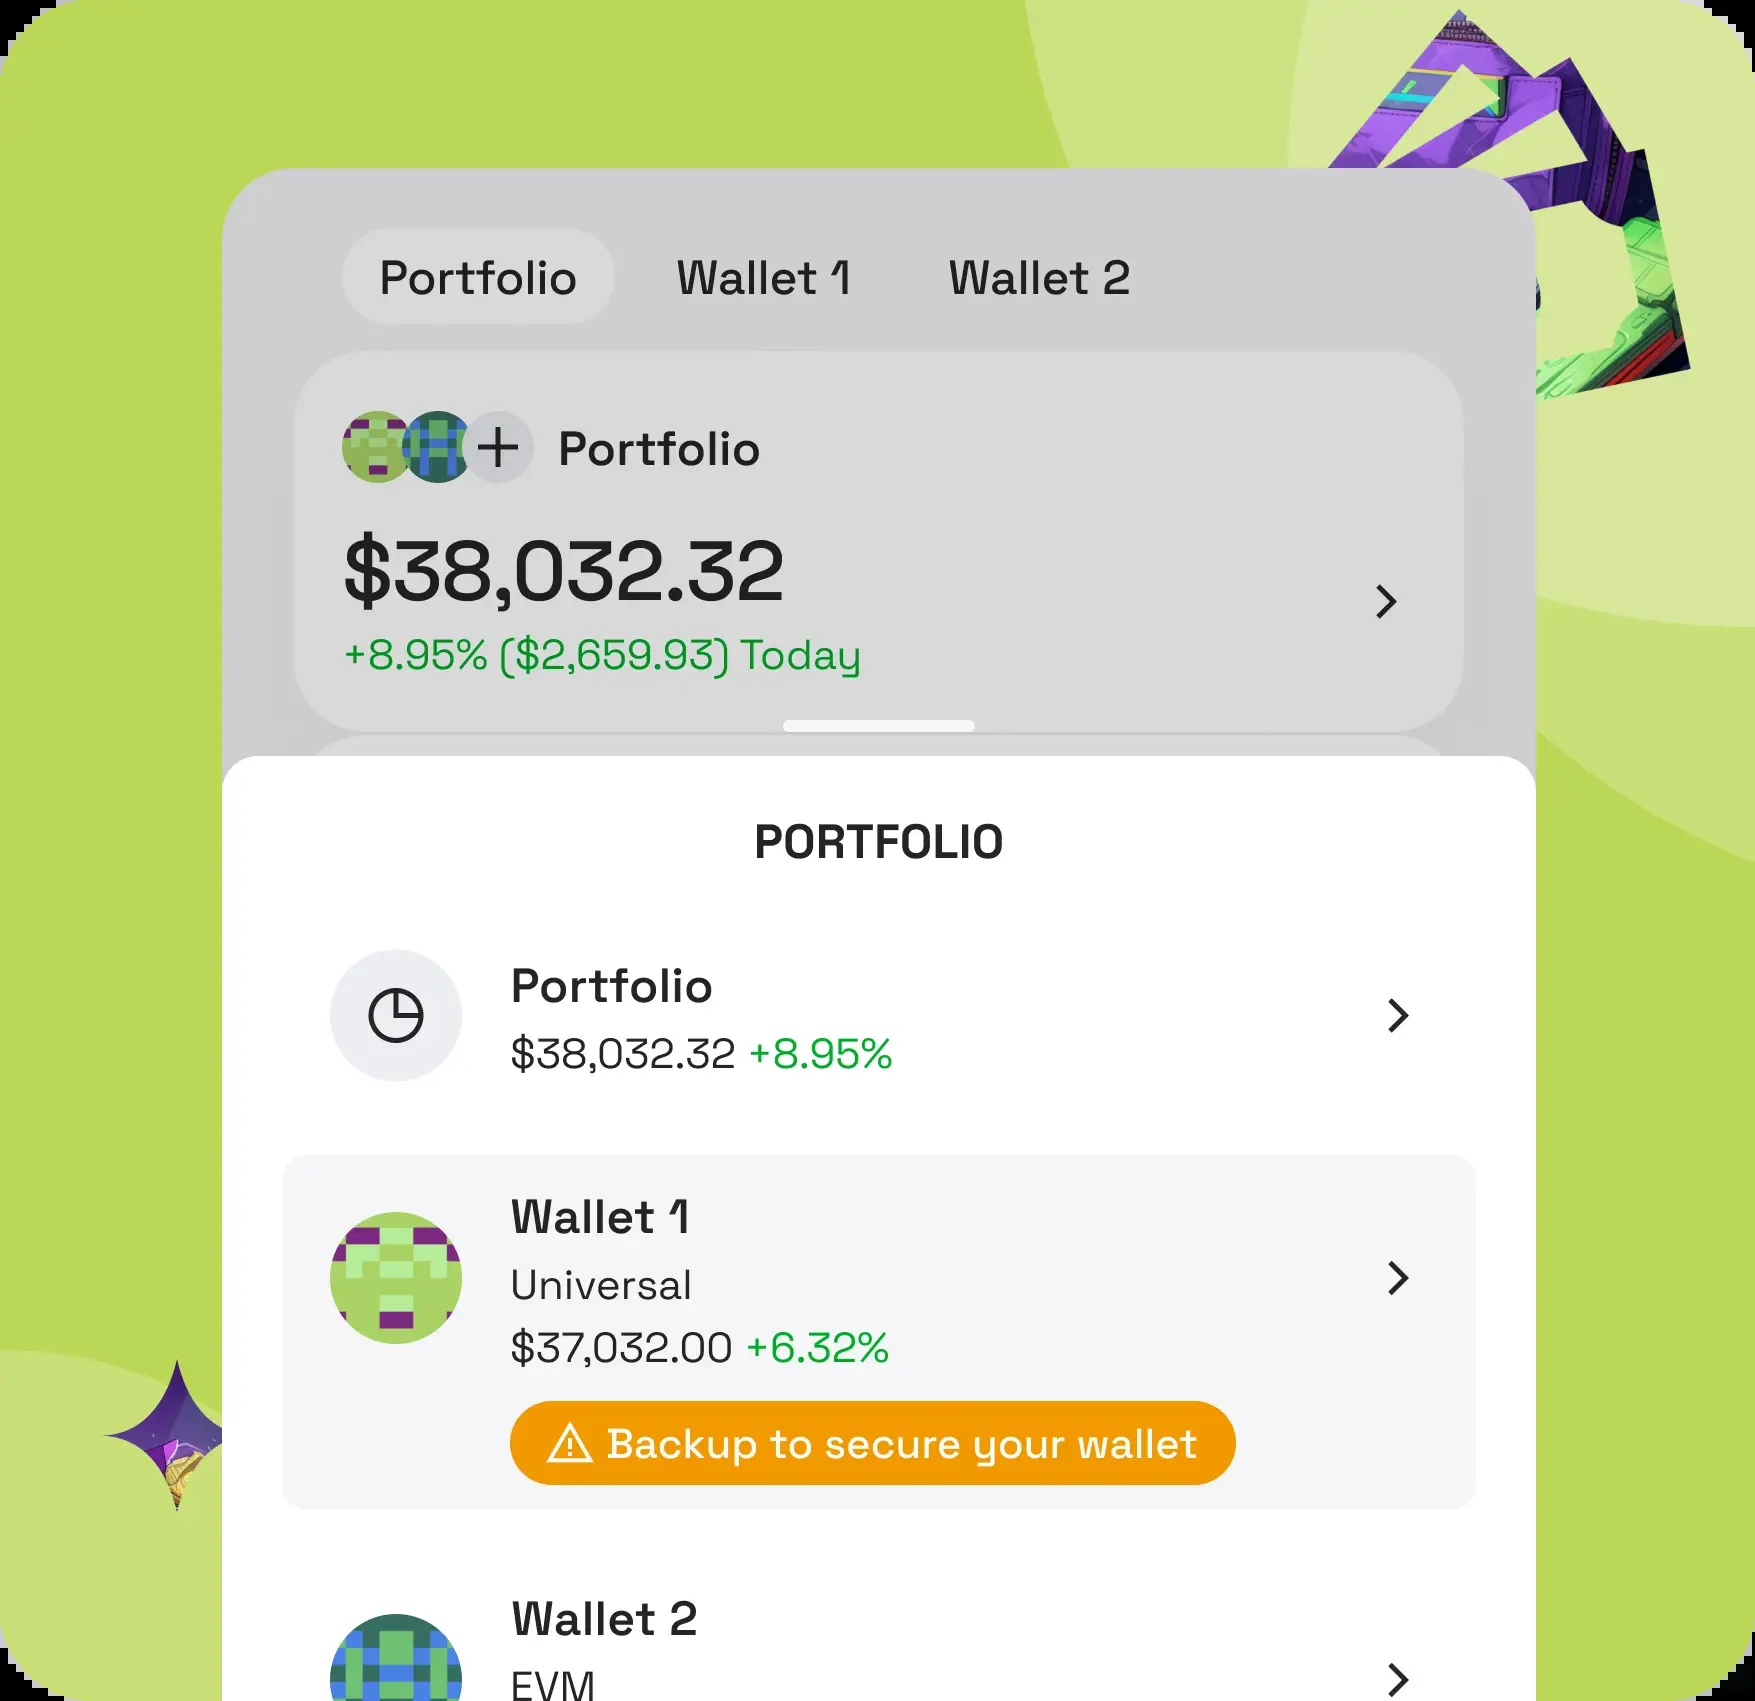 Portfolio
Wallet 1
Wallet 2
Portfolio
$38,032.32
+8.95% ($2,659.93) Today
PORTFOLIO
Portfolio
$38,032.32 +8.95%
Wallet 1
Universal
$37,032.00 +6.32%
Backup to secure your wallet
Wallet 2
EVM